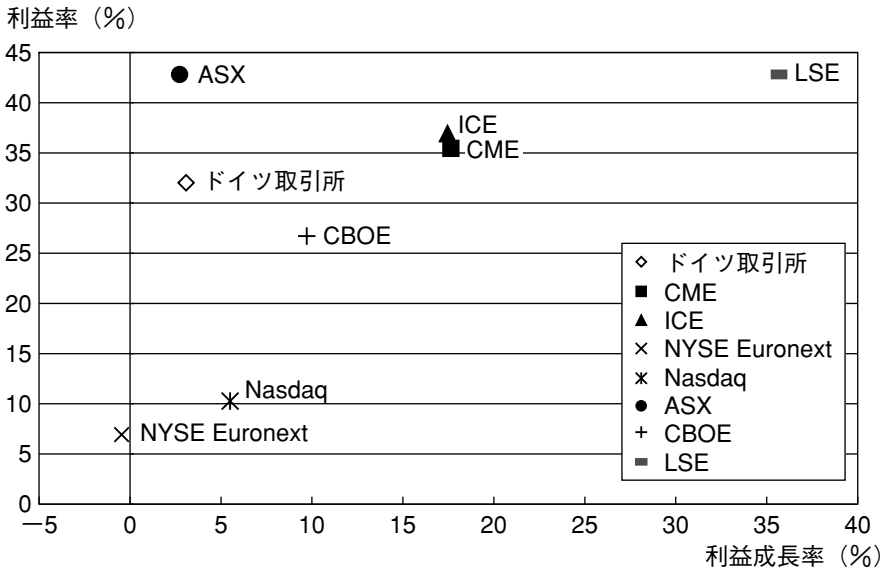 利益率（%）
45
40
35
30
25
20
15
10
5
0
ASX
LSE
ICE
CME
ドイツ取引所
CBOE
Nasdaq
NYSE Euronext
ドイツ取引所
CME
ICE
NYSE Euronext
Nasdaq
ASX
CBOE
LSE
−5 0 5 10 15 20 25 30 35 40
利益成長率（%）